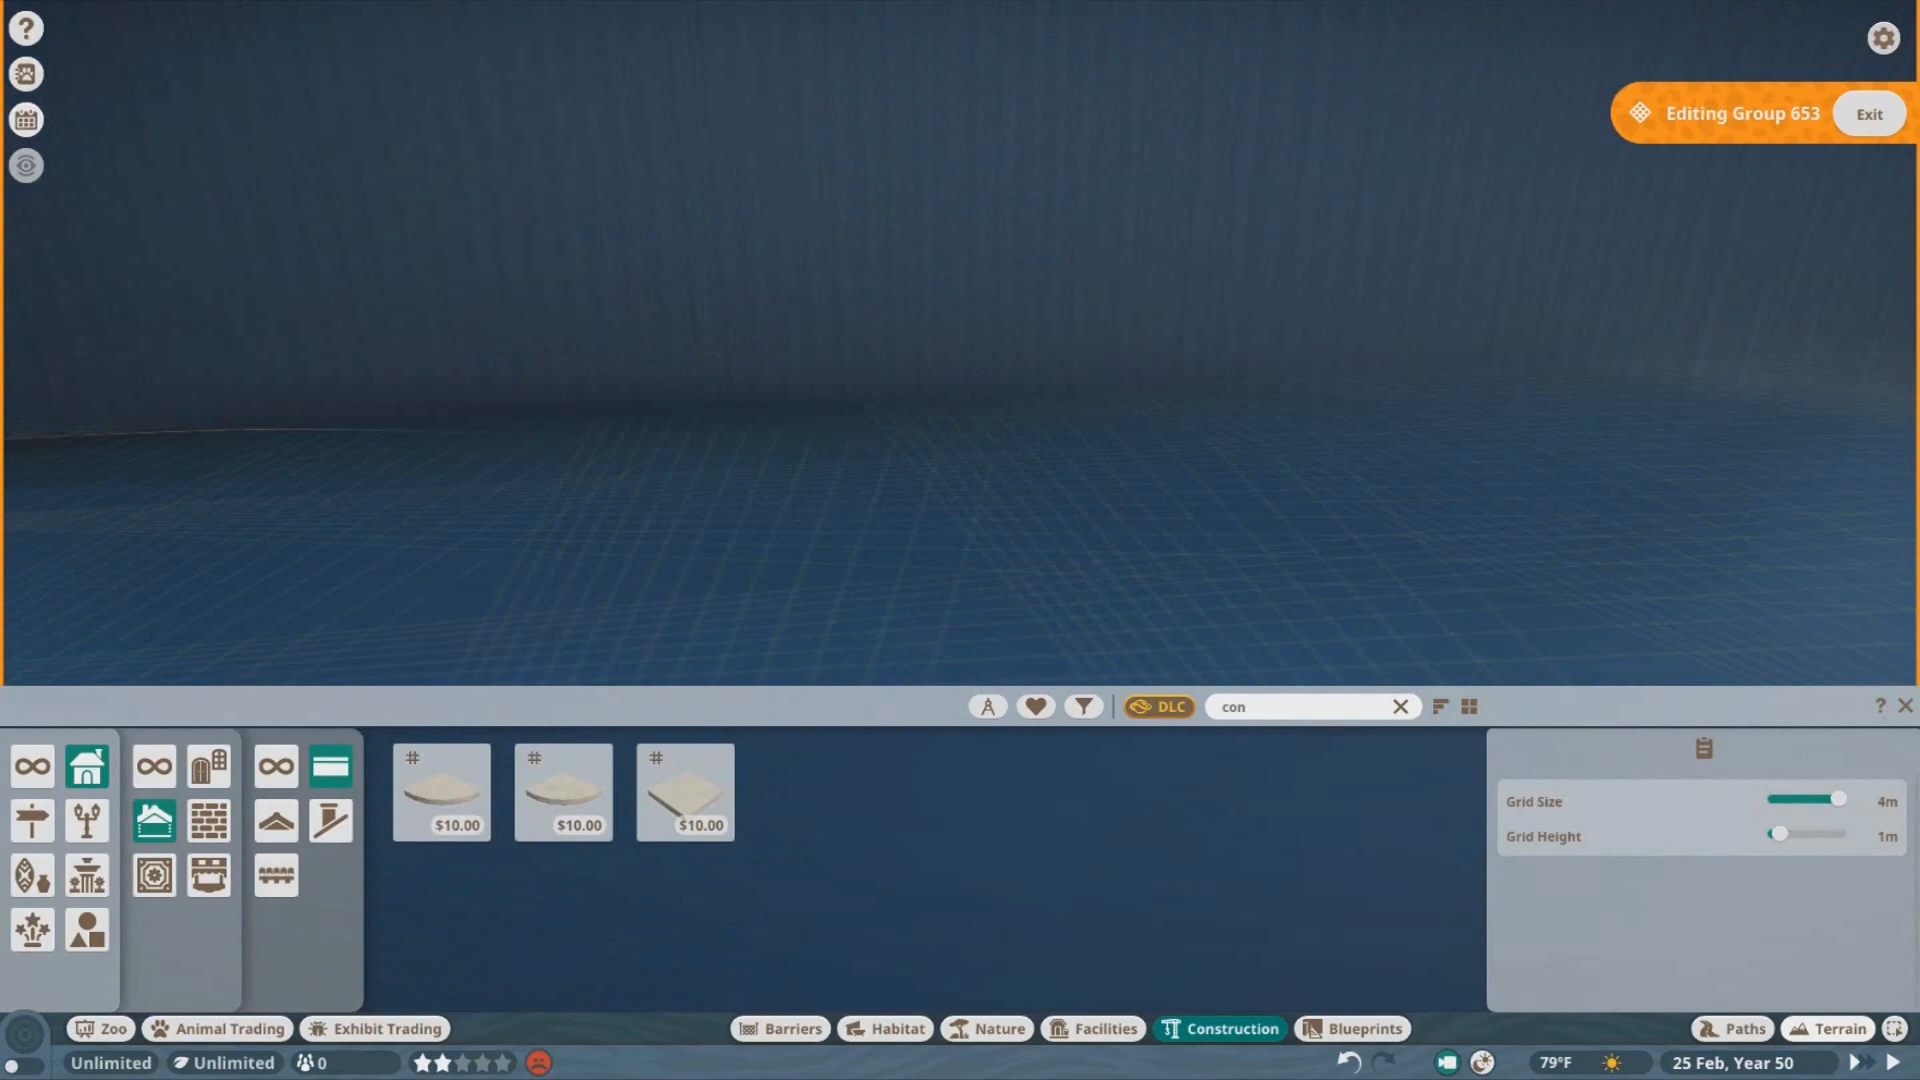 ?
Editing Group 653
Exit
DLC
con
?
#
$10.00
#
$10.00
#
$10.00
Grid Size
4m
Grid Height
1m
Zoo
Animal Trading
Exhibit Trading
Barriers
Habitat
Nature
Facilities
Construction
Blueprints
Paths
Terrain
Unlimited
Unlimited
0
79°F
25 Feb, Year 50